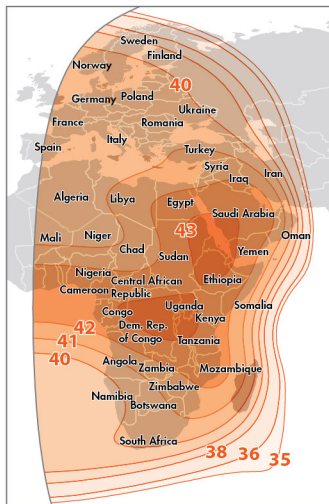 Sweden
Finland
Norway
40
Germany
Poland
Ukraine
France
Romania
Italy
Spain
Turkey
Syria
Iraq
Iran
Algeria
Libya
Egypt
Saudi Arabia
43
Oman
Mali
Niger
Chad
Sudan
Yemen
Nigeria
Ethiopia
Cameroon
Central African
Republic
Congo
Uganda
Somalia
Kenya
42
Dem. Rep.
of Congo
41
Tanzania
40
Angola
Zambia
Mozambique
Zimbabwe
Namibia
Botswana
South Africa
38
36
35